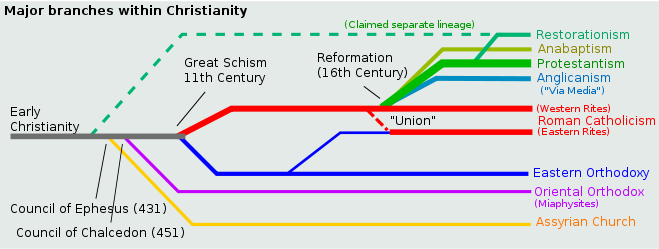 Major branches within Christianity
(Claimed separate lineage)
Restorationism
Anabaptism
Protestantism
Anglicanism
("Via Media")
Great Schism
11th Century
Reformation
(16th Century)
(Western Rites)
Roman Catholicism
(Eastern Rites)
"Union"
Early
Christianity
Eastern Orthodoxy
Oriental Orthodox
(Miaphysites)
Assyrian Church
Council of Ephesus (431)
Council of Chalcedon (451)